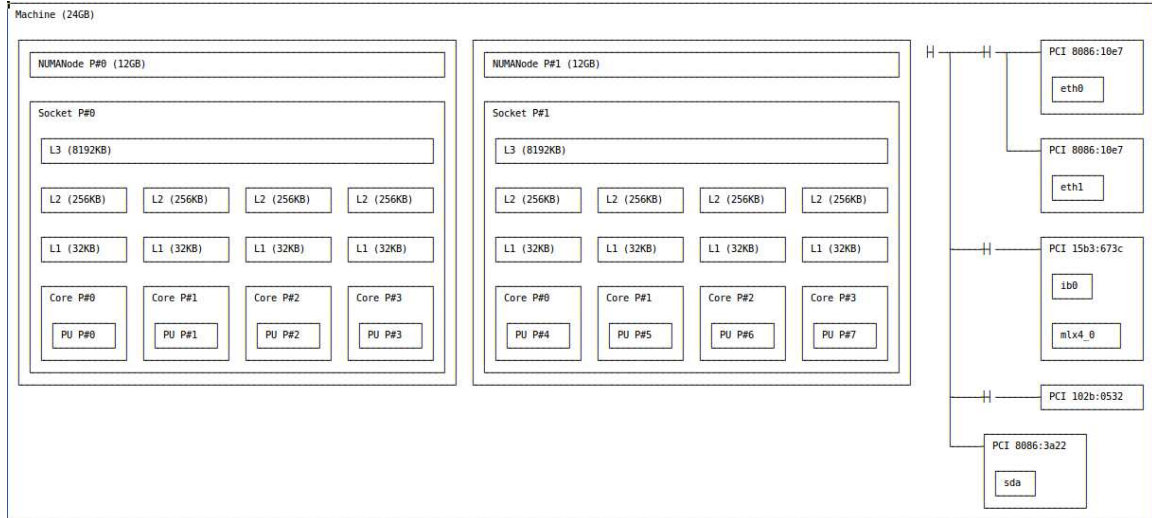 Machine (24GB)
NUMANode P#0 (12GB)
Socket P#0
L3 (8192KB)
L2 (256KB) L2 (256KB) L2 (256KB) L2 (256KB)
L1 (32KB) L1 (32KB) L1 (32KB) L1 (32KB)
Core P#0 Core P#1 Core P#2 Core P#3
PU P#0 PU P#1 PU P#2 PU P#3
NUMANode P#1 (12GB)
Socket P#1
L3 (8192KB)
L2 (256KB) L2 (256KB) L2 (256KB) L2 (256KB)
L1 (32KB) L1 (32KB) L1 (32KB) L1 (32KB)
Core P#0 Core P#1 Core P#2 Core P#3
PU P#4 PU P#5 PU P#6 PU P#7
PCI 8086:10e7
eth0
PCI 8086:10e7
eth1
PCI 15b3:673c
ib0
mlx4_0
PCI 102b:0532
PCI 8086:3a22
sda